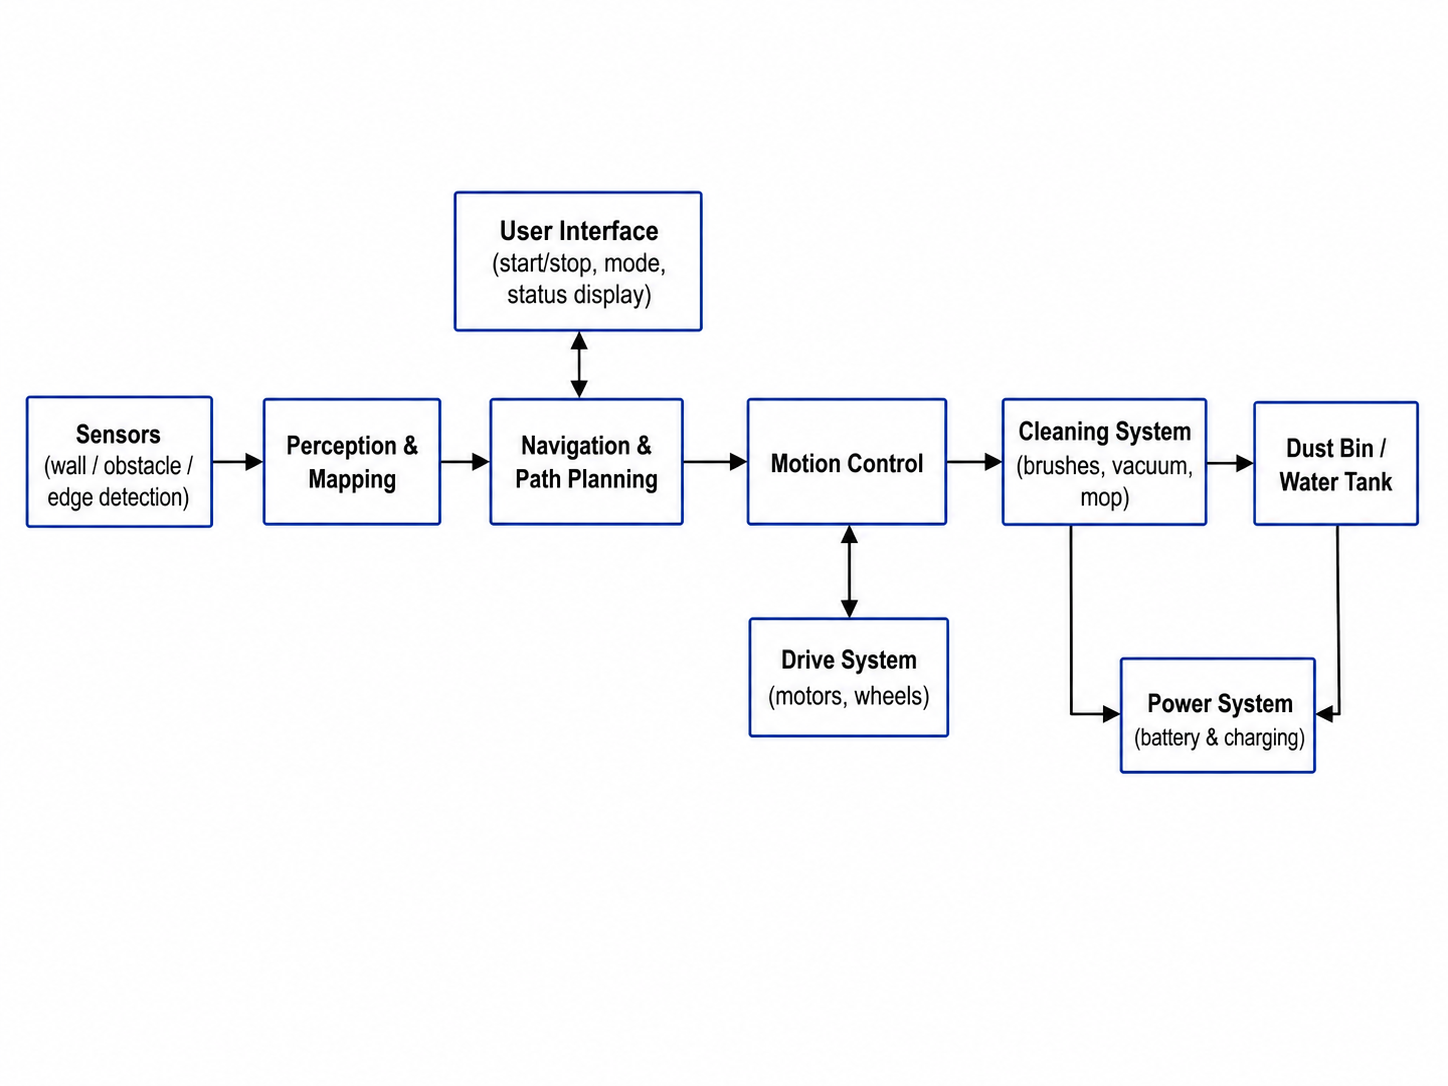 User Interface
(start/stop, mode,
status display)
Sensors
(wall / obstacle /
edge detection)
Perception &
Mapping
Navigation &
Path Planning
Motion Control
Cleaning System
(brushes, vacuum,
mop)
Dust Bin /
Water Tank
Drive System
(motors, wheels)
Power System
(battery & charging)